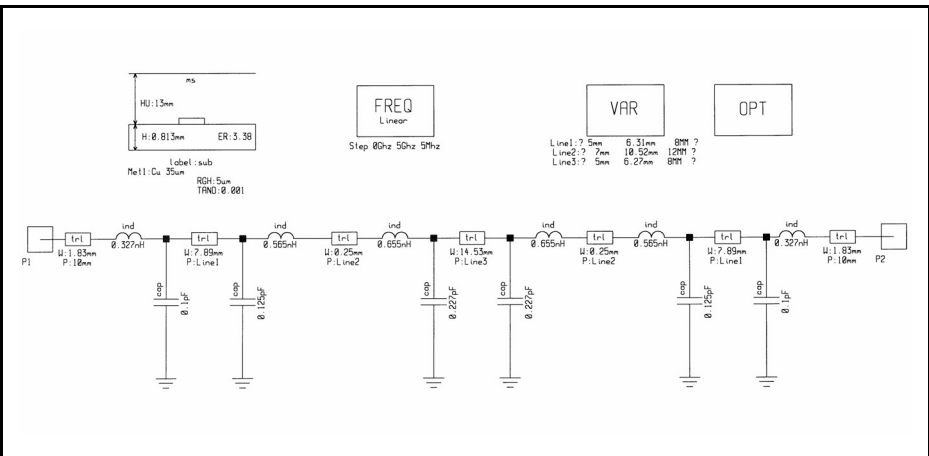 ms
HU:13mm
H:0.813mm ER:3.38
label:sub
Metl:Cu 35um
RGH:5um
TAND:0.001
FREQ
Linear
Step 0Ghz 5Ghz 5Mhz
VAR
Line1:? 5mm 6.31mm 8MM ?
Line2:? 7mm 10.52mm 12MM ?
Line3:? 5mm 6.27mm 8MM ?
OPT
P1
trl
W:1.83mm
P:10mm
ind
0.327nH
cap
0.1pF
trl
W:7.89mm
P:Line1
cap
0.125pF
ind
0.565nH
trl
W:0.25mm
P:Line2
ind
0.655nH
cap
0.227pF
trl
W:14.53mm
P:Line3
cap
0.227pF
ind
0.655nH
trl
W:0.25mm
P:Line2
ind
0.565nH
cap
0.125pF
trl
W:7.89mm
P:Line1
cap
0.1pF
ind
0.327nH
trl
W:1.83mm
P:10mm
P2